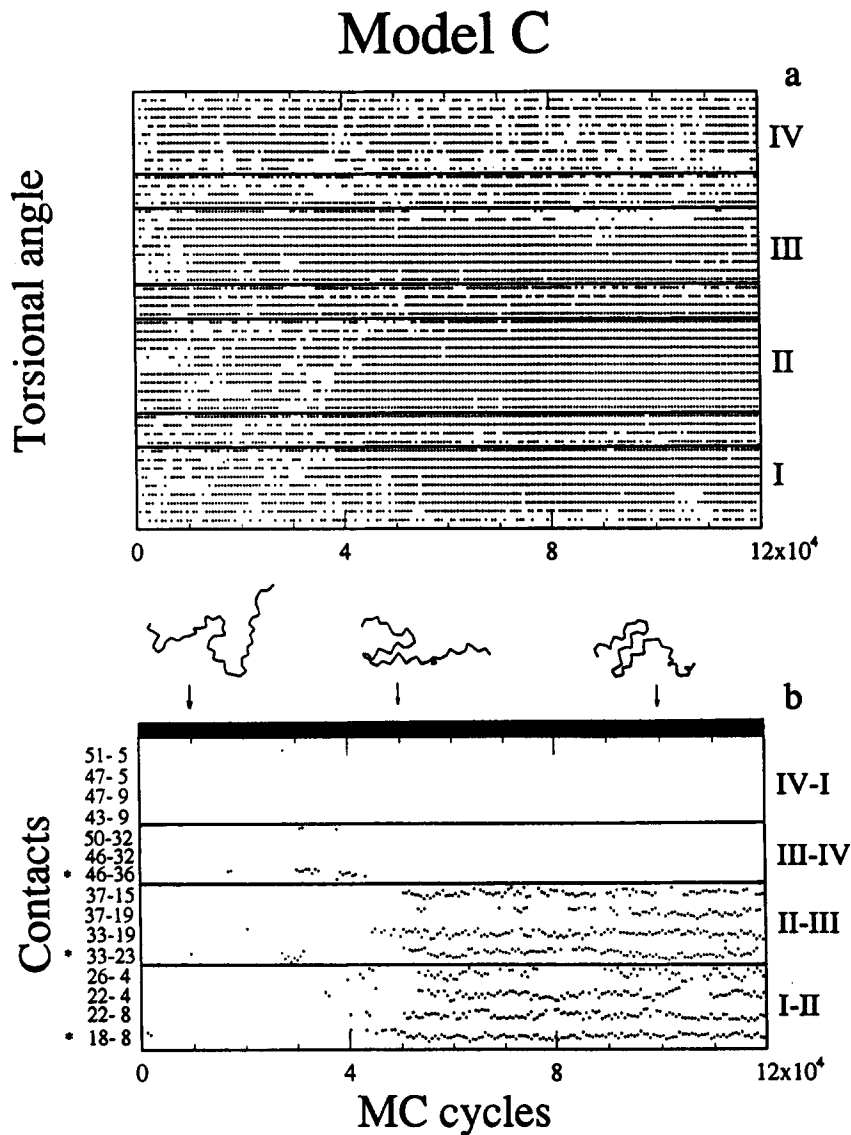 Model C
a
Torsional angle
IV
III
II
I
0 4 8 12x10⁴
b
Contacts
51- 5
47- 5
47- 9
43- 9
IV-I
50-32
46-32
* 46-36
III-IV
37-15
37-19
33-19
* 33-23
II-III
26- 4
22- 4
22- 8
* 18- 8
I-II
0 4 8 12x10⁴
MC cycles